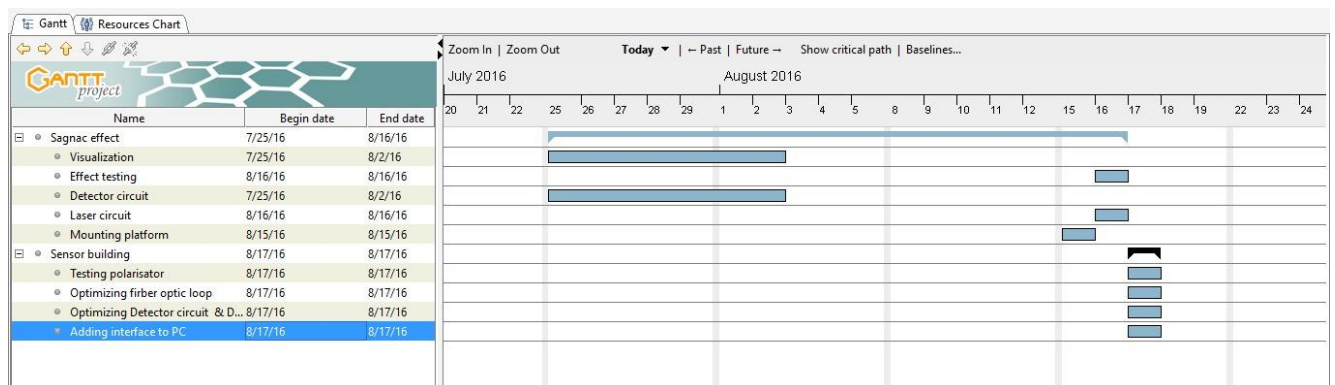 Gantt Resources Chart
Zoom In | Zoom Out Today ▼ | ← Past | Future → Show critical path | Baselines...
GANTT project
July 2016 August 2016
20 21 22 25 26 27 28 29 1 2 3 4 5 8 9 10 11 12 15 16 17 18 19 22 23 24
Name Begin date End date
Sagnac effect 7/25/16 8/16/16
Visualization 7/25/16 8/2/16
Effect testing 8/16/16 8/16/16
Detector circuit 7/25/16 8/2/16
Laser circuit 8/16/16 8/16/16
Mounting platform 8/15/16 8/15/16
Sensor building 8/17/16 8/17/16
Testing polarisator 8/17/16 8/17/16
Optimizing firber optic loop 8/17/16 8/17/16
Optimizing Detector circuit & D... 8/17/16 8/17/16
Adding interface to PC 8/17/16 8/17/16